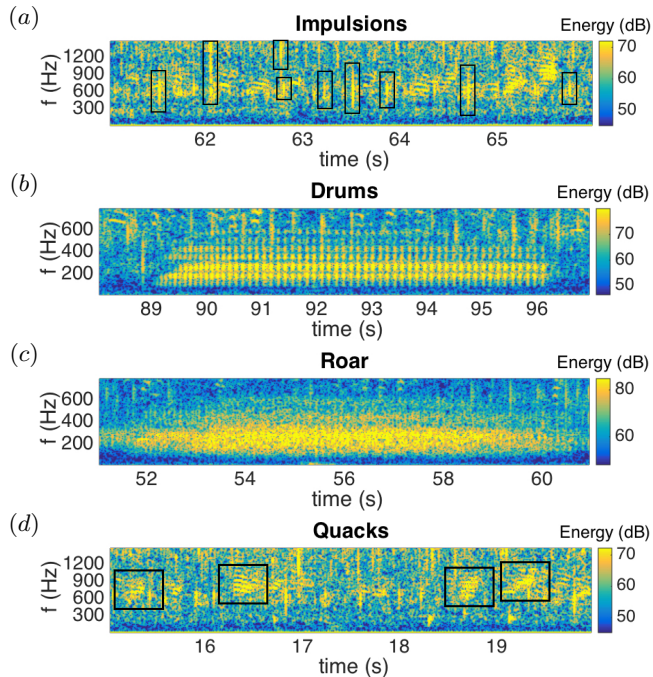 (a) Impulsions Energy (dB)
f (Hz)
1200
900
600
300
70
60
50
62 63 64 65
time (s)
(b) Drums Energy (dB)
f (Hz)
600
400
200
70
60
50
89 90 91 92 93 94 95 96
time (s)
(c) Roar Energy (dB)
f (Hz)
600
400
200
80
60
52 54 56 58 60
time (s)
(d) Quacks Energy (dB)
f (Hz)
1200
900
600
300
70
60
50
16 17 18 19
time (s)